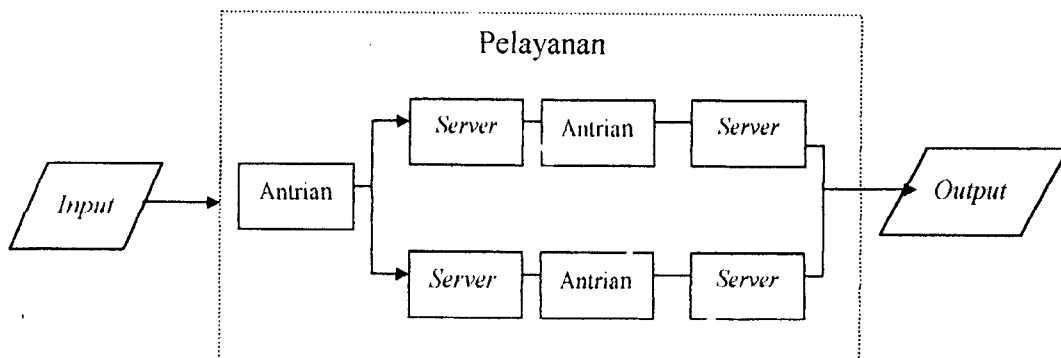 Pelayanan
Server Antrian Server
Input Antrian Output
Server Antrian Server